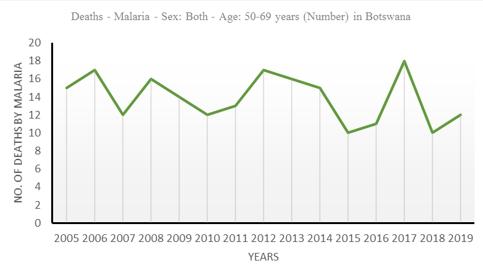 Deaths - Malaria - Sex: Both - Age: 50-69 years (Number) in Botswana
NO. OF DEATHS BY MALARIA
20
18
16
14
12
10
8
6
4
2
0
2005 2006 2007 2008 2009 2010 2011 2012 2013 2014 2015 2016 2017 2018 2019
YEARS